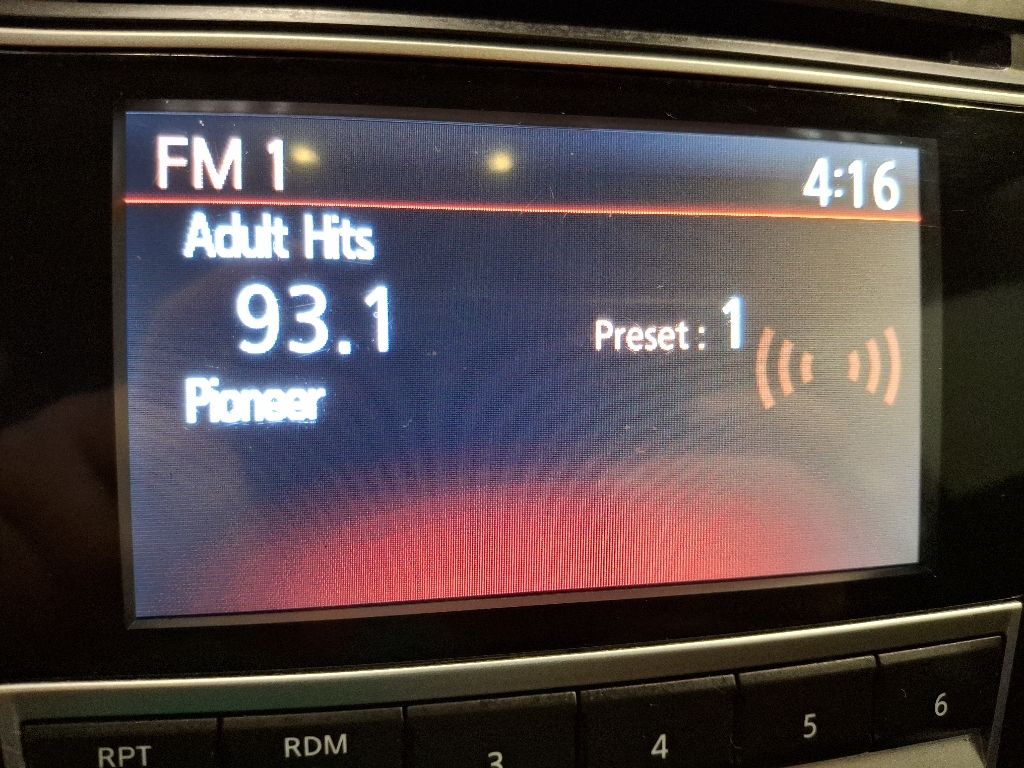 FM 1 4:16
Adult Hits
93.1 Preset : 1
Pioneer
RPT RDM 3 4 5 6